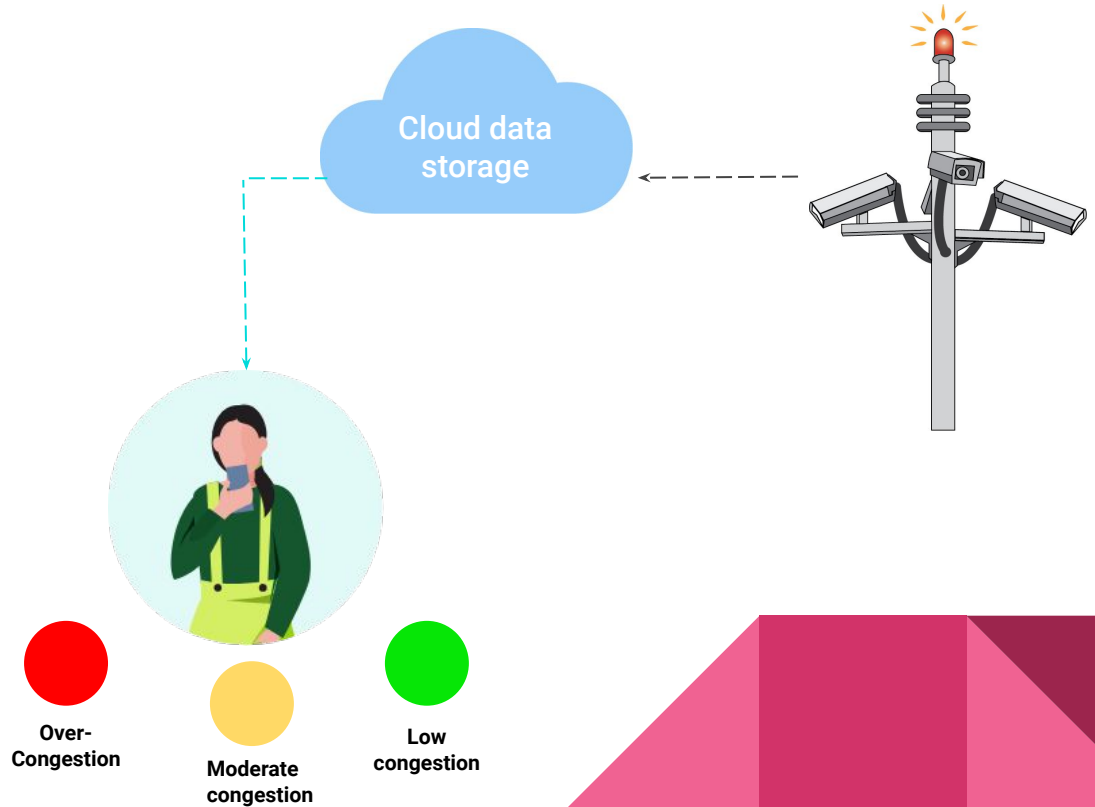 Cloud data
storage
Over-
Congestion
Moderate
congestion
Low
congestion